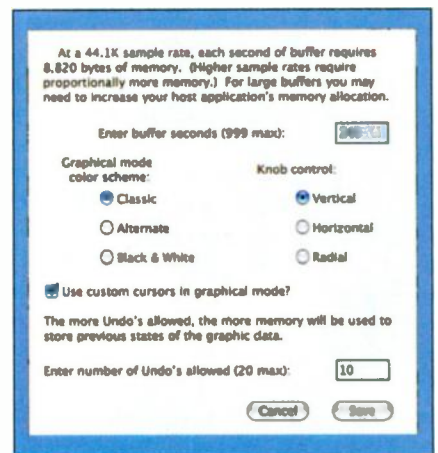 At a 44.1K sample rate, each second of buffer requires
8,820 bytes of memory. (Higher sample rates require
proportionally more memory.) For large buffers you may
need to increase your host application's memory allocation.
Enter buffer seconds (999 max):
Graphical mode
color scheme:
Classic
Alternate
Black & White
Knob control:
Vertical
Horizontal
Radial
Use custom cursors in graphical mode?
The more Undo's allowed, the more memory will be used to
store previous states of the graphic data.
Enter number of Undo's allowed (20 max): 10
Cancel Save